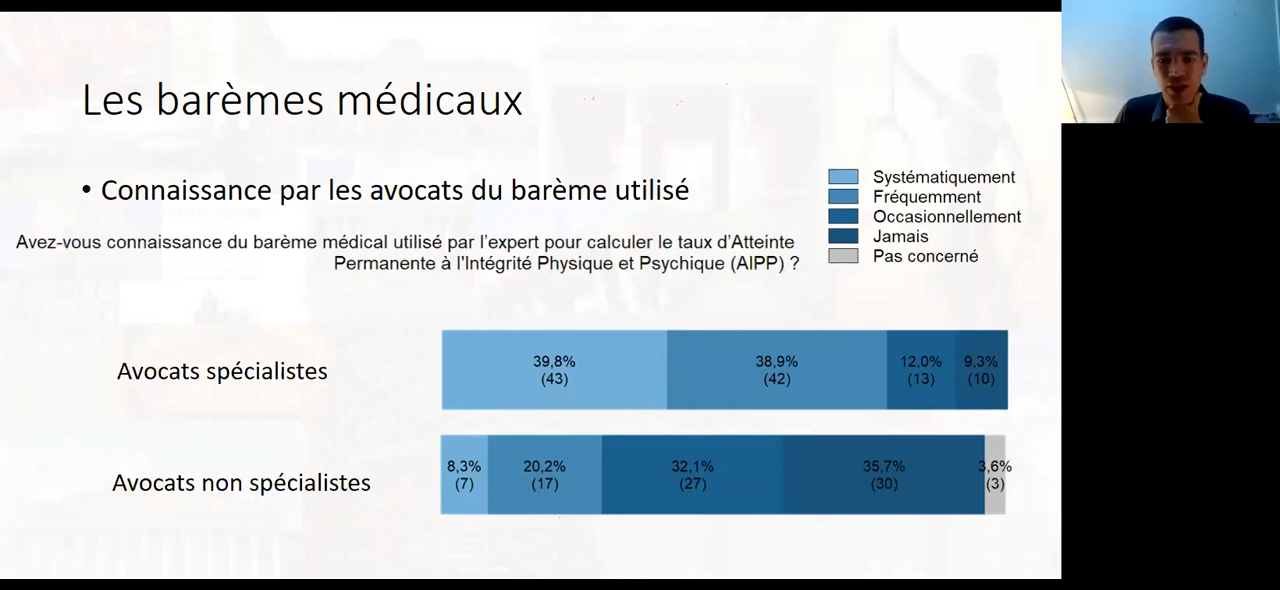 Les barèmes médicaux
• Connaissance par les avocats du barème utilisé
Avez-vous connaissance du barème médical utilisé par l'expert pour calculer le taux d'Atteinte
Permanente à l'Intégrité Physique et Psychique (AIPP) ?
Systématiquement
Fréquemment
Occasionnellement
Jamais
Pas concerné
Avocats spécialistes
39,8% 38,9% 12,0% 9,3%
(43) (42) (13) (10)
Avocats non spécialistes
8,3% 20,2% 32,1% 35,7% 3,6%
(7) (17) (27) (30) (3)